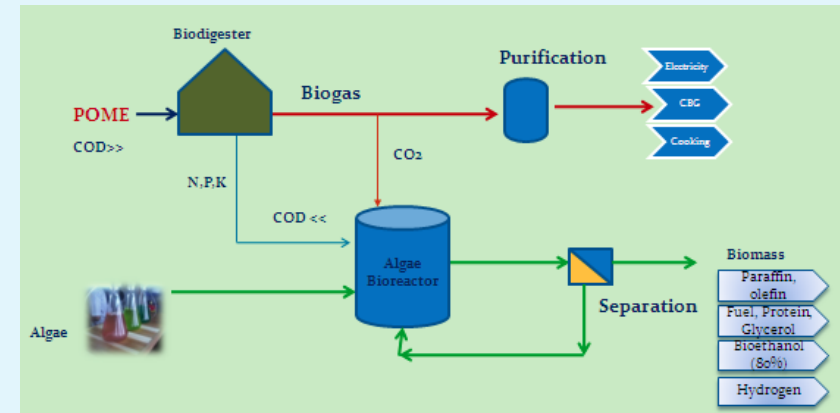 Biodigester
Purification
Electricity
POME
Biogas
CBG
COD>>
CO2
Cooking
N,P,K
COD <<
Algae
Bioreactor
Biomass
Paraffin,
olefin
Separation
Fuel, Protein,
Glycerol
Algae
Bioethanol
(80%)
Hydrogen